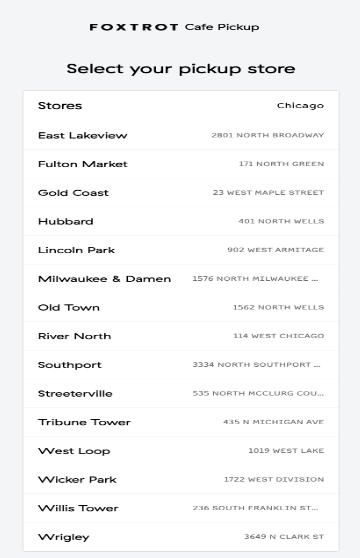 FOXTROT Cafe Pickup
Select your pickup store
Stores Chicago
East Lakeview 2801 NORTH BROADWAY
Fulton Market 171 NORTH GREEN
Gold Coast 23 WEST MAPLE STREET
Hubbard 401 NORTH WELLS
Lincoln Park 902 WEST ARMITAGE
Milwaukee & Damen 1576 NORTH MILWAUKEE ...
Old Town 1562 NORTH WELLS
River North 114 WEST CHICAGO
Southport 3334 NORTH SOUTHPORT ...
Streeterville 535 NORTH MCCLURG COU...
Tribune Tower 435 N MICHIGAN AVE
West Loop 1019 WEST LAKE
Wicker Park 1722 WEST DIVISION
Willis Tower 236 SOUTH FRANKLIN ST...
Wrigley 3649 N CLARK ST